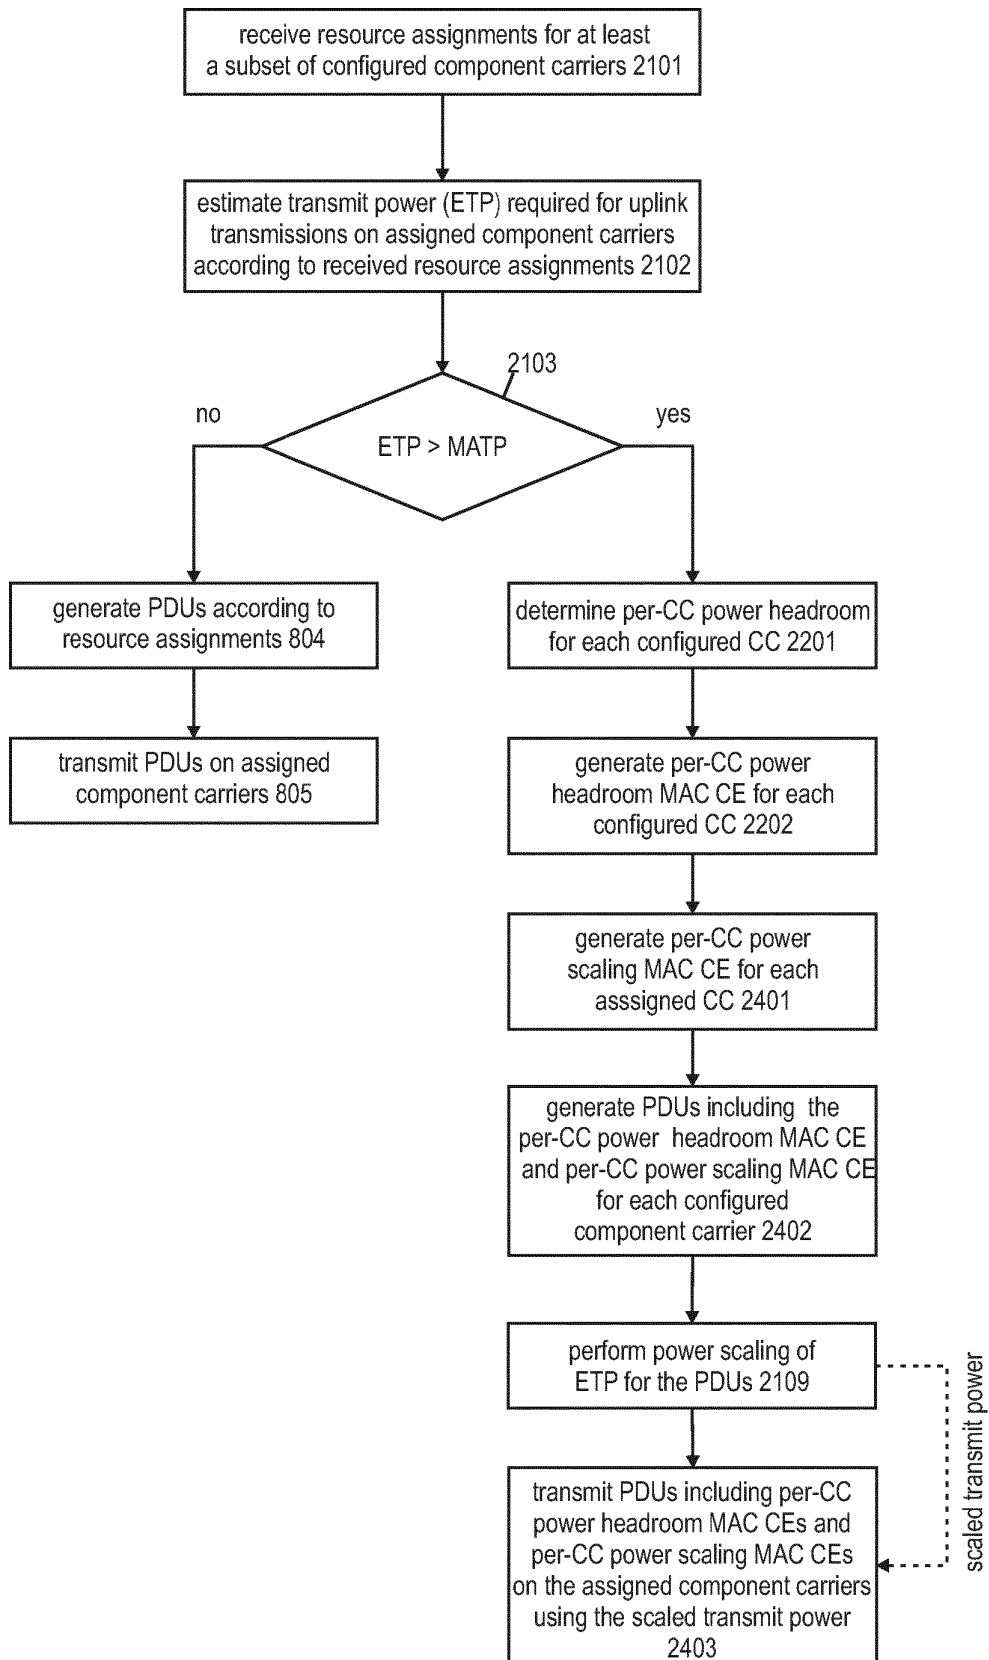 receive resource assignments for at least
a subset of configured component carriers 2101
estimate transmit power (ETP) required for uplink
transmissions on assigned component carriers
according to received resource assignments 2102
2103
no
yes
ETP > MATP
generate PDUs according to
resource assignments 804
transmit PDUs on assigned
component carriers 805
determine per-CC power headroom
for each configured CC 2201
generate per-CC power
headroom MAC CE for each
configured CC 2202
generate per-CC power
scaling MAC CE for each
asssigned CC 2401
generate PDUs including the
per-CC power headroom MAC CE
and per-CC power scaling MAC CE
for each configured
component carrier 2402
perform power scaling of
ETP for the PDUs 2109
scaled transmit power
transmit PDUs including per-CC
power headroom MAC CEs and
per-CC power scaling MAC CEs
on the assigned component carriers
using the scaled transmit power
2403